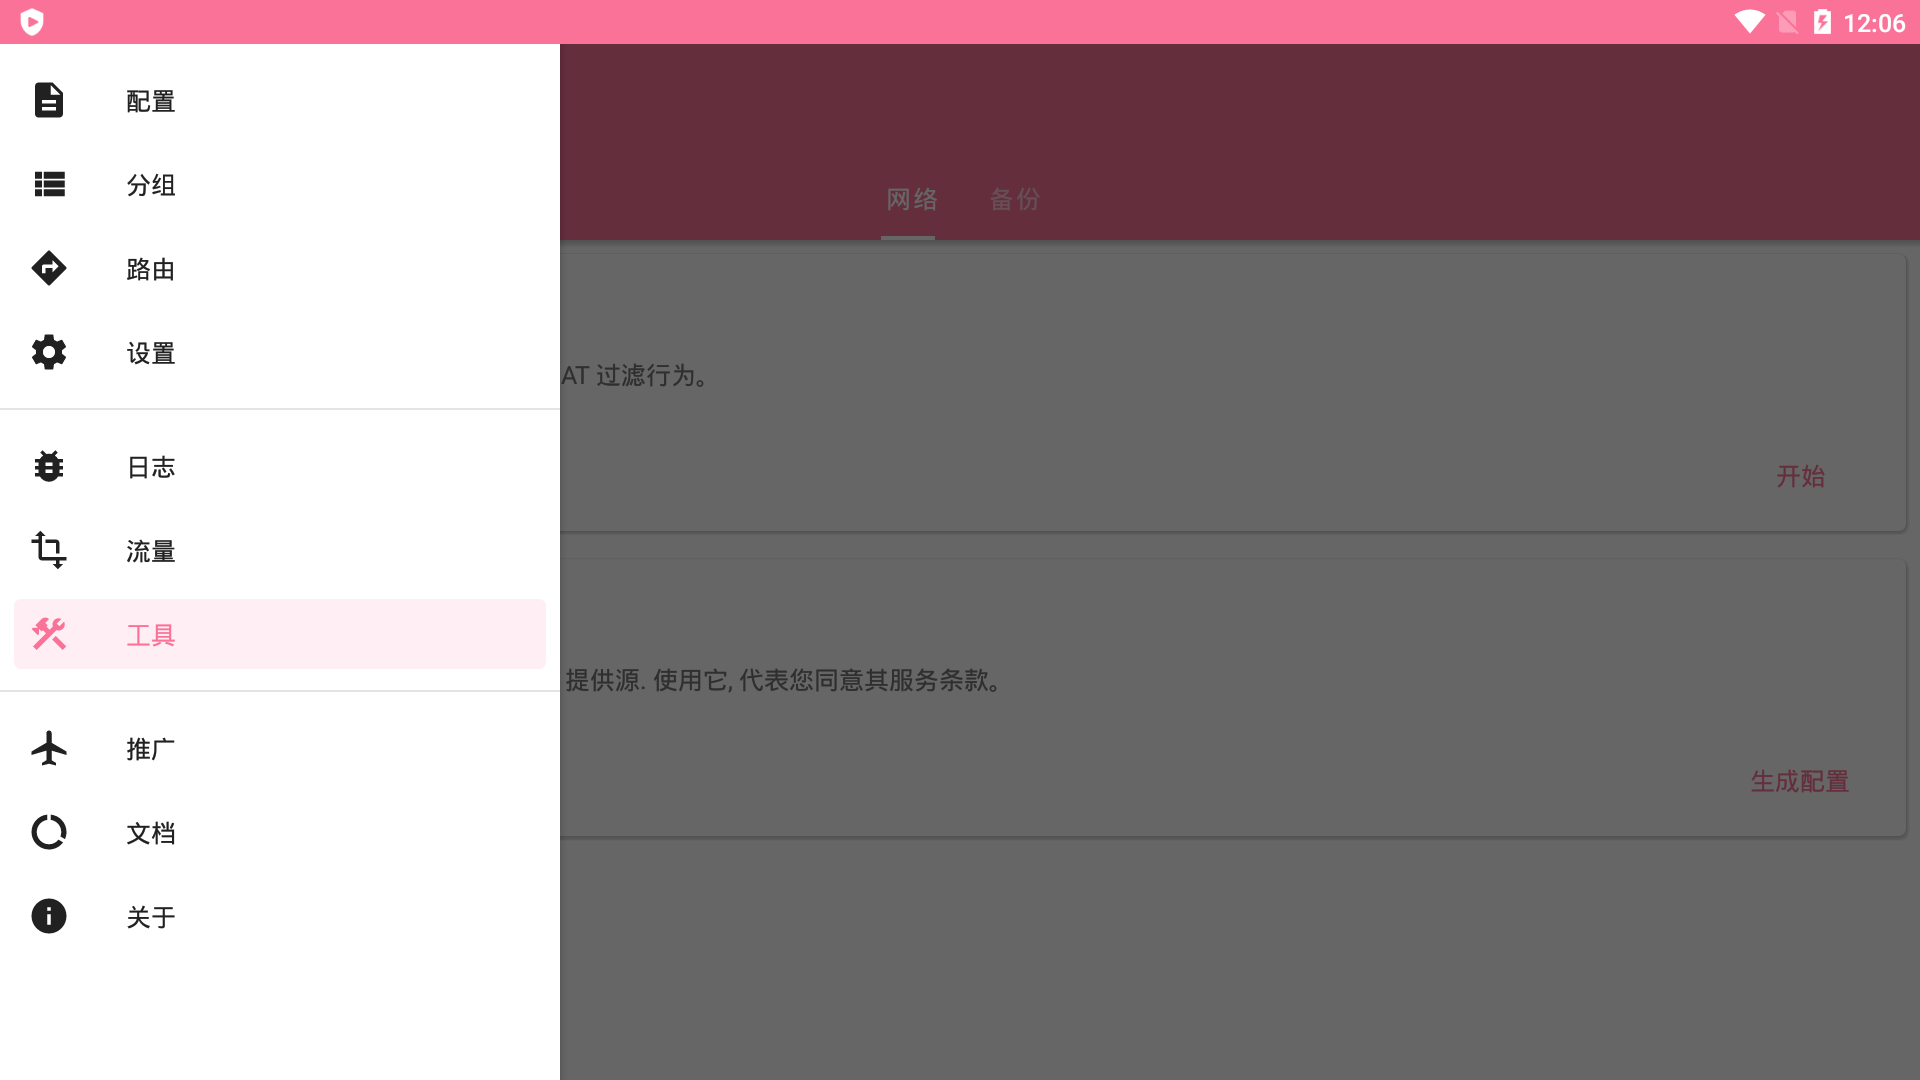 12:06
配置
分组
路由
设置
日志
流量
工具
推广
文档
关于
网络
备份
AT 过滤行为。
开始
提供源. 使用它, 代表您同意其服务条款。
生成配置